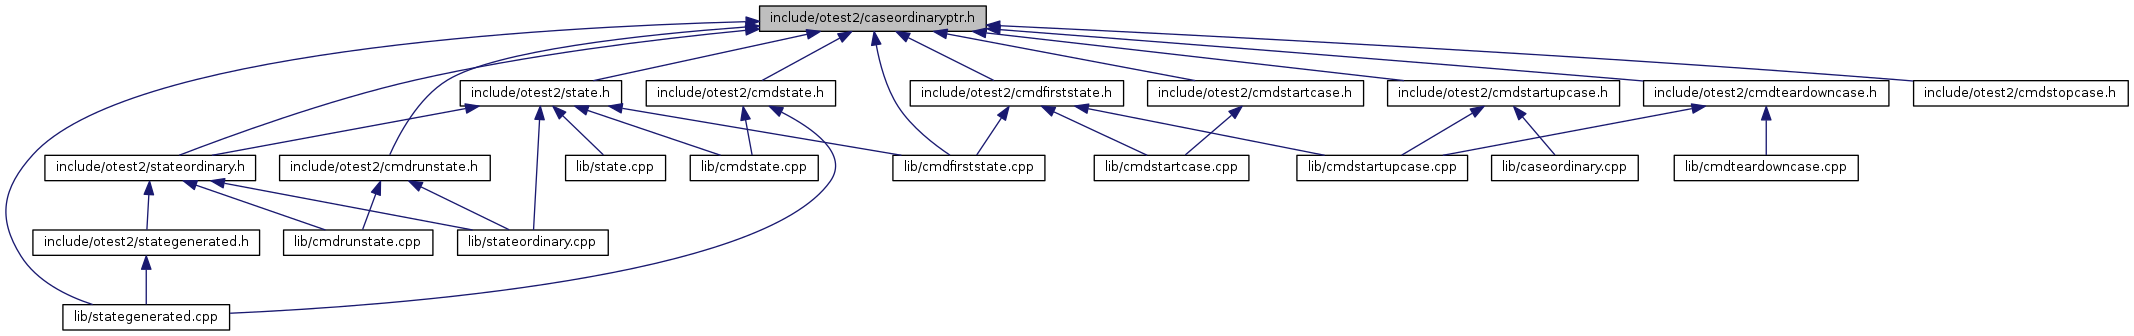 include/otest2/caseordinaryptr.h
include/otest2/state.h
include/otest2/cmdstate.h
include/otest2/cmdfirststate.h
include/otest2/cmdstartcase.h
include/otest2/cmdstartupcase.h
include/otest2/cmdteardowncase.h
include/otest2/cmdstopcase.h
include/otest2/stateordinary.h
include/otest2/cmdrunstate.h
lib/state.cpp
lib/cmdstate.cpp
lib/cmdfirststate.cpp
lib/cmdstartcase.cpp
lib/cmdstartupcase.cpp
lib/caseordinary.cpp
lib/cmdteardowncase.cpp
include/otest2/stategenerated.h
lib/cmdrunstate.cpp
lib/stateordinary.cpp
lib/stategenerated.cpp